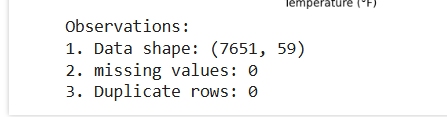 Temperature (°F)
Observations:
1. Data shape: (7651, 59)
2. missing values: 0
3. Duplicate rows: 0